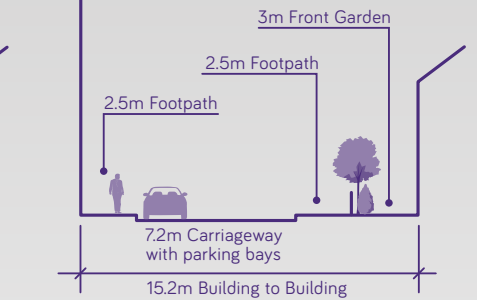 3m Front Garden
2.5m Footpath
2.5m Footpath
7.2m Carriageway
with parking bays
15.2m Building to Building